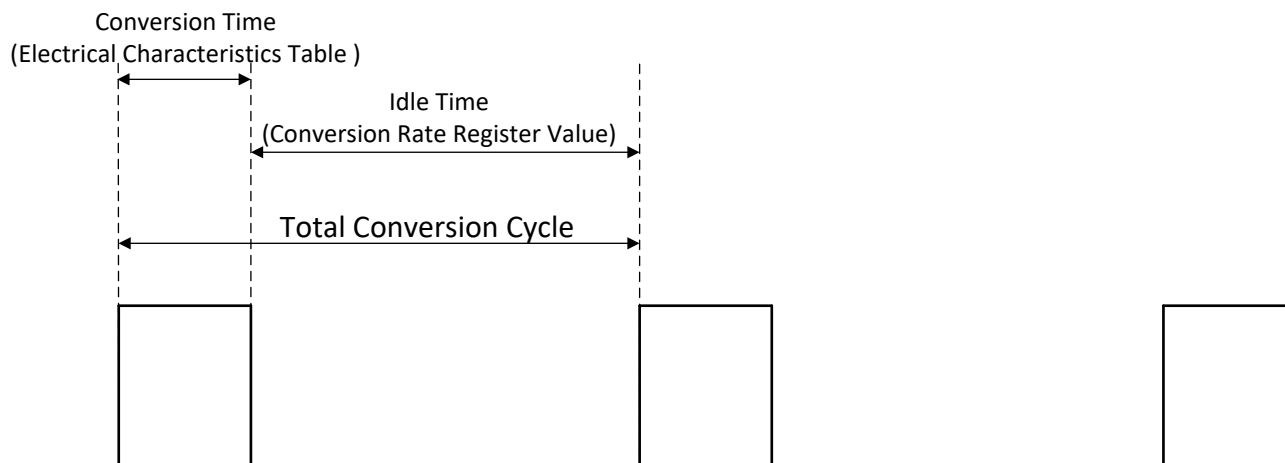 Conversion Time
(Electrical Characteristics Table )
Idle Time
(Conversion Rate Register Value)
Total Conversion Cycle